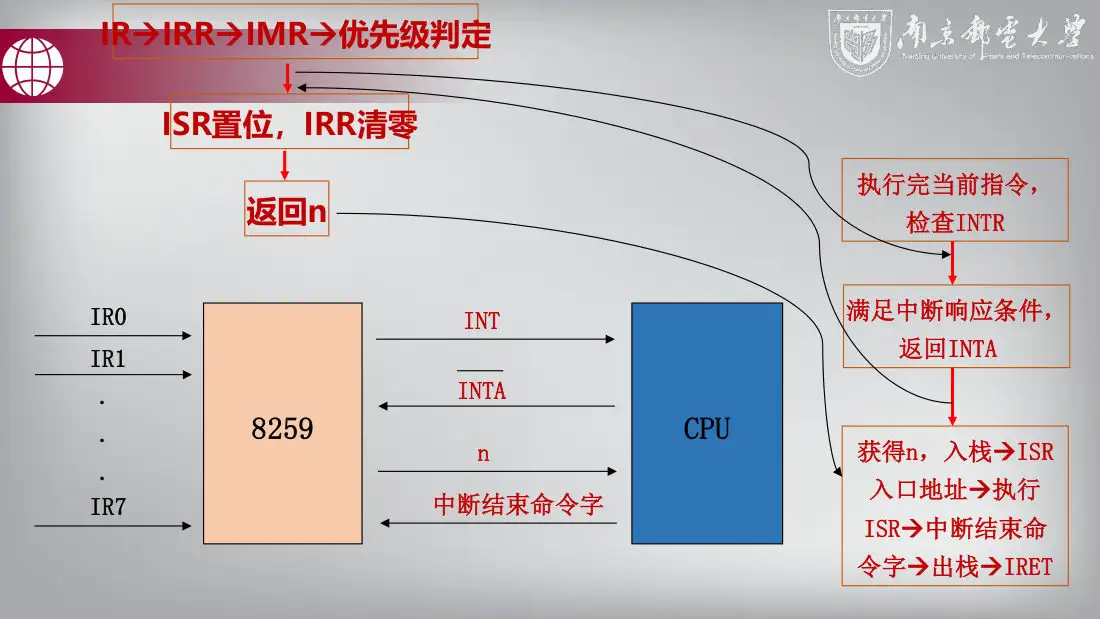 IR→IRR→IMR→优先级判定
南京邮电大学
ISR置位，IRR清零
返回n
执行完当前指令，
检查INTR
满足中断响应条件，
返回INTA
获得n，入栈→ISR
入口地址→执行
ISR→中断结束命
令字→出栈→IRET
IR0
IR1
.
.
.
IR7
8259
INT
INTA
n
中断结束命令字
CPU